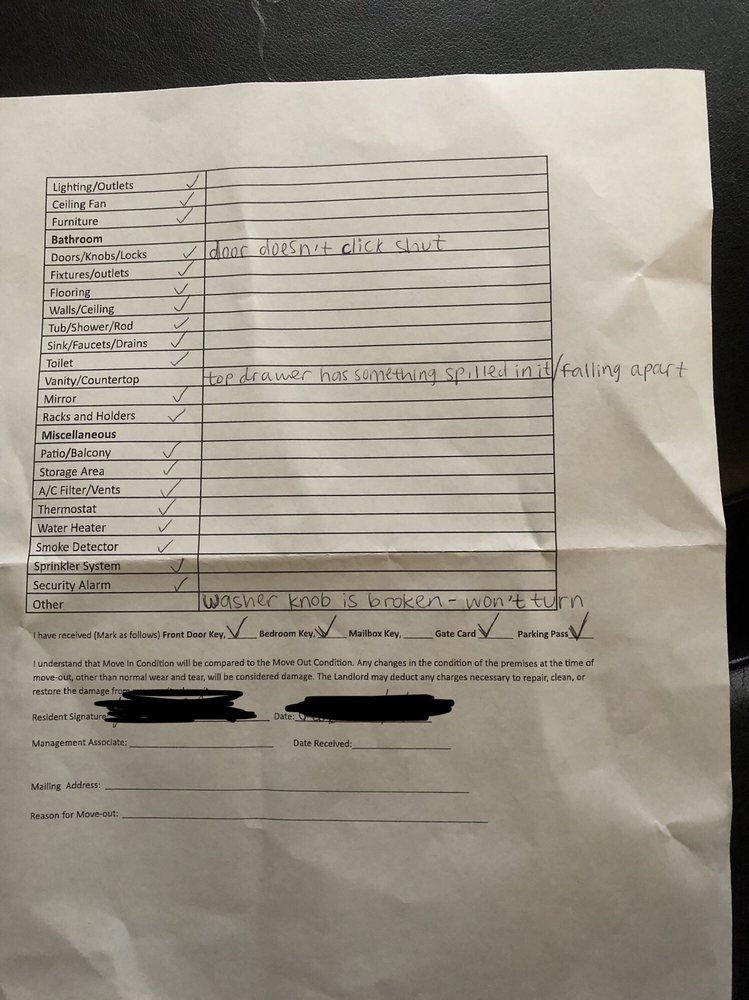 Lighting/Outlets ✓
Ceiling Fan ✓
Furniture ✓
Bathroom
Doors/Knobs/Locks ✓ door doesn't click shut
Fixtures/outlets ✓
Flooring ✓
Walls/Ceiling ✓
Tub/Shower/Rod ✓
Sink/Faucets/Drains ✓
Toilet ✓
Vanity/Countertop top drawer has something spilled in it/falling apart
Mirror ✓
Racks and Holders ✓
Miscellaneous
Patio/Balcony ✓
Storage Area ✓
A/C Filter/Vents ✓
Thermostat ✓
Water Heater ✓
Smoke Detector ✓
Sprinkler System ✓
Security Alarm ✓
Other washer knob is broken - won't turn
I have received (Mark as follows) Front Door Key, ✓ Bedroom Key, ✓ Mailbox Key, ____ Gate Card ✓ Parking Pass ✓
I understand that Move In Condition will be compared to the Move Out Condition. Any changes in the condition of the premises at the time of
move-out, other than normal wear and tear, will be considered damage. The Landlord may deduct any charges necessary to repair, clean, or
restore the damage from
Resident Signature Date:
Management Associate: Date Received:
Mailing Address:
Reason for Move-out: